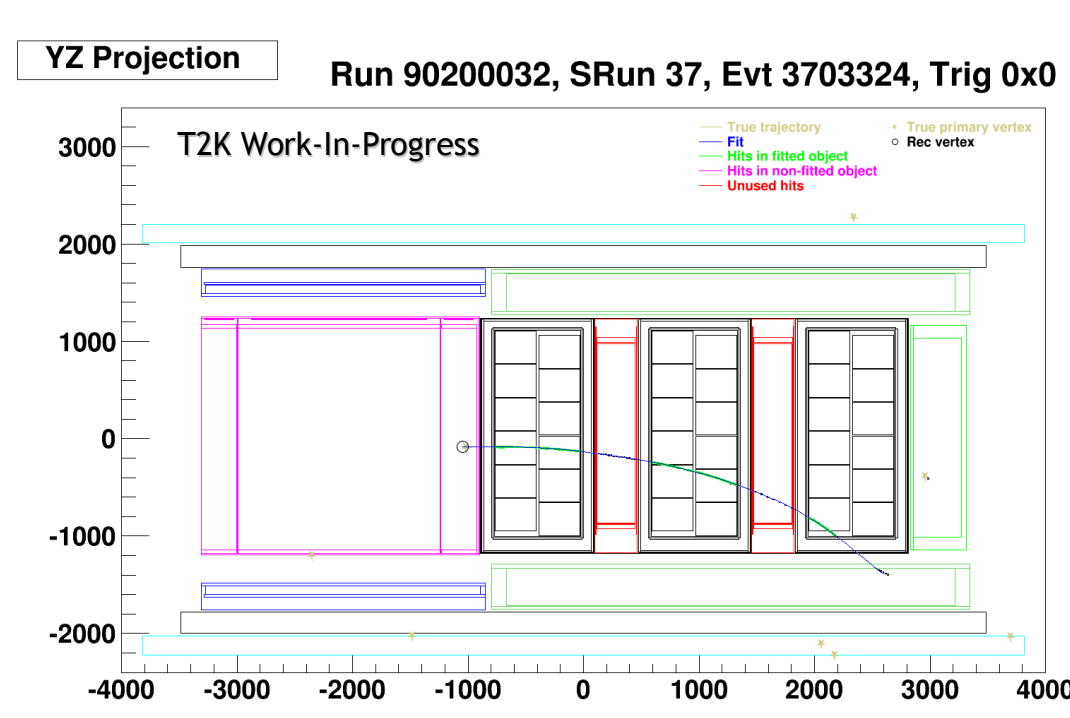 YZ Projection
Run 90200032, SRun 37, Evt 3703324, Trig 0x0
T2K Work-In-Progress
True trajectory
Fit
Hits in fitted object
Hits in non-fitted object
Unused hits
True primary vertex
Rec vertex
3000
2000
1000
0
-1000
-2000
-4000 -3000 -2000 -1000 0 1000 2000 3000 4000